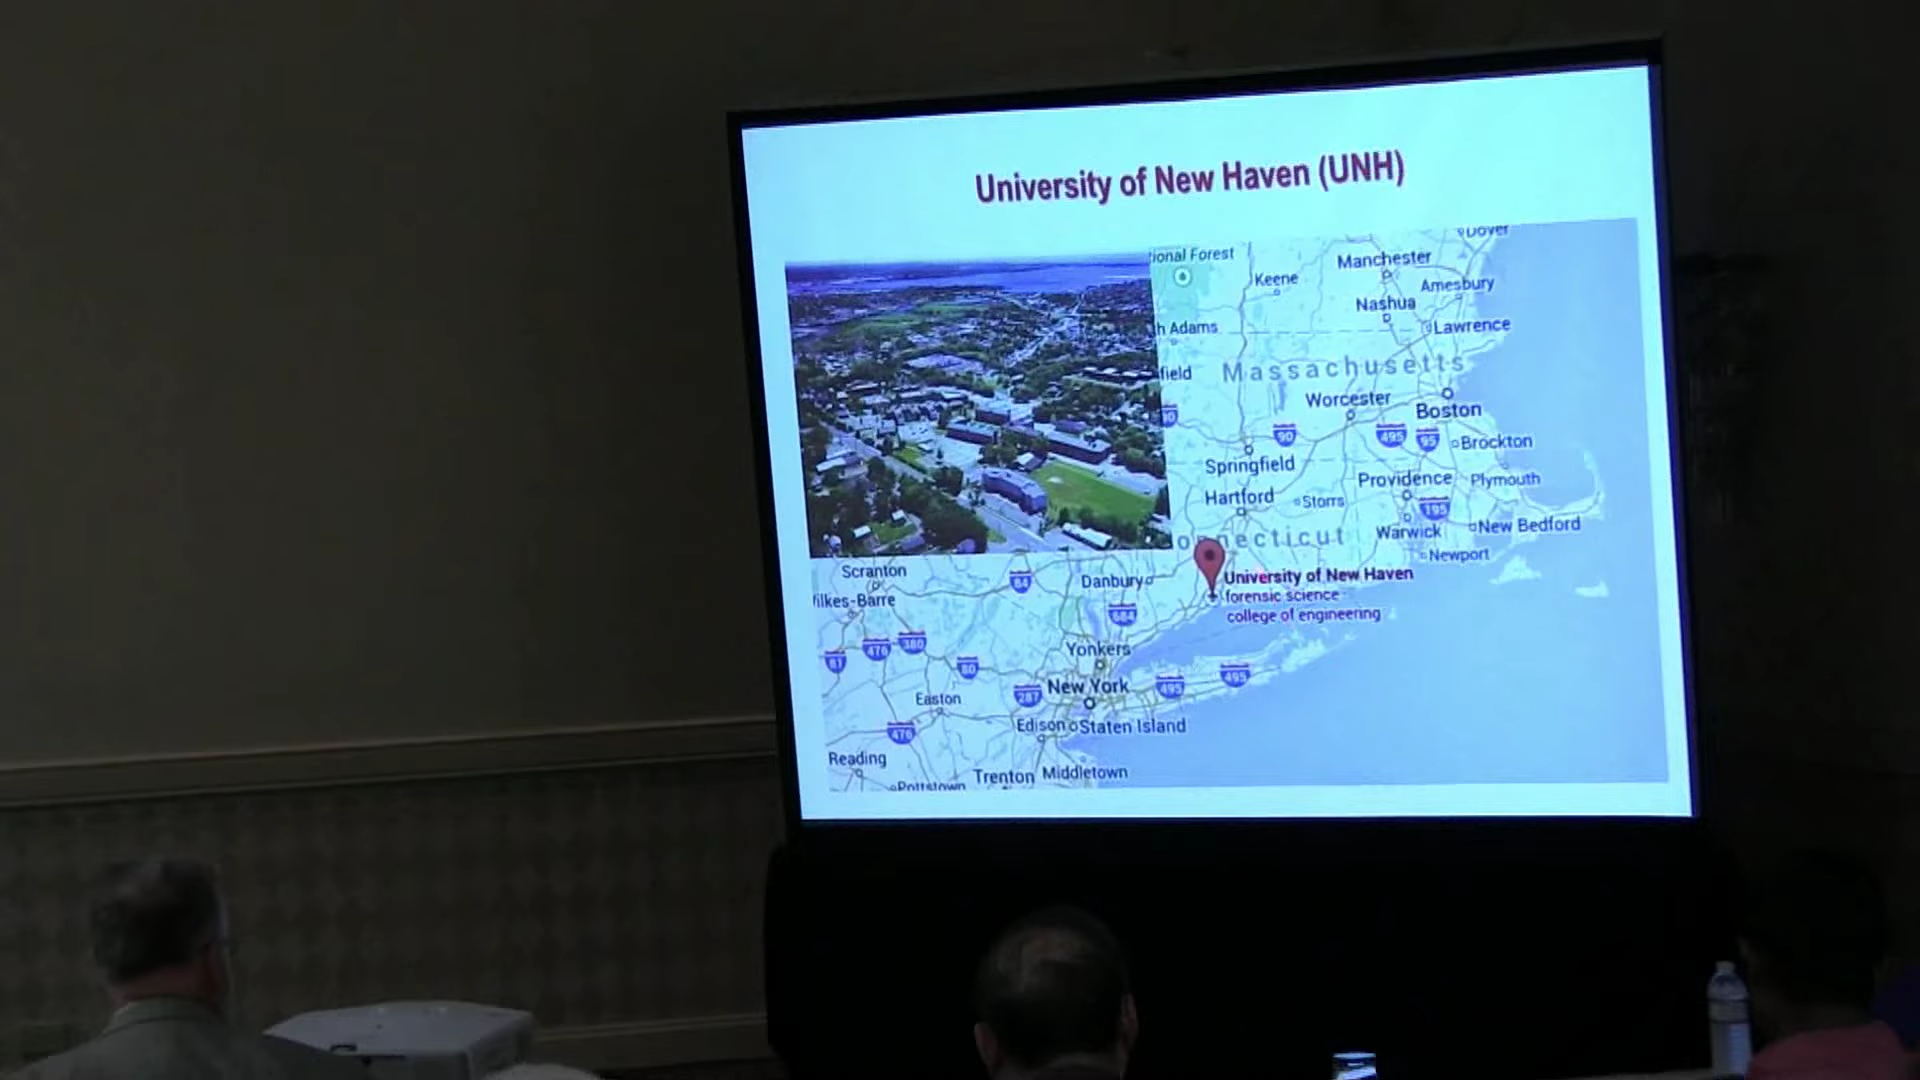 University of New Haven (UNH)
Dover
ional Forest
Manchester
Keene
Amesbury
Nashua
h Adams
Lawrence
field
Massachusetts
Worcester
Boston
90
495
95
Brockton
Springfield
Providence
Plymouth
Hartford
Storrs
195
Warwick
New Bedford
onnecticut
Newport
Scranton
84
Danbury
University of New Haven
forensic science
college of engineering
ilkes-Barre
684
81
476
380
80
Yonkers
New York
287
495
495
Easton
Edison
Staten Island
476
Reading
Trenton
Middletown
Pottstown